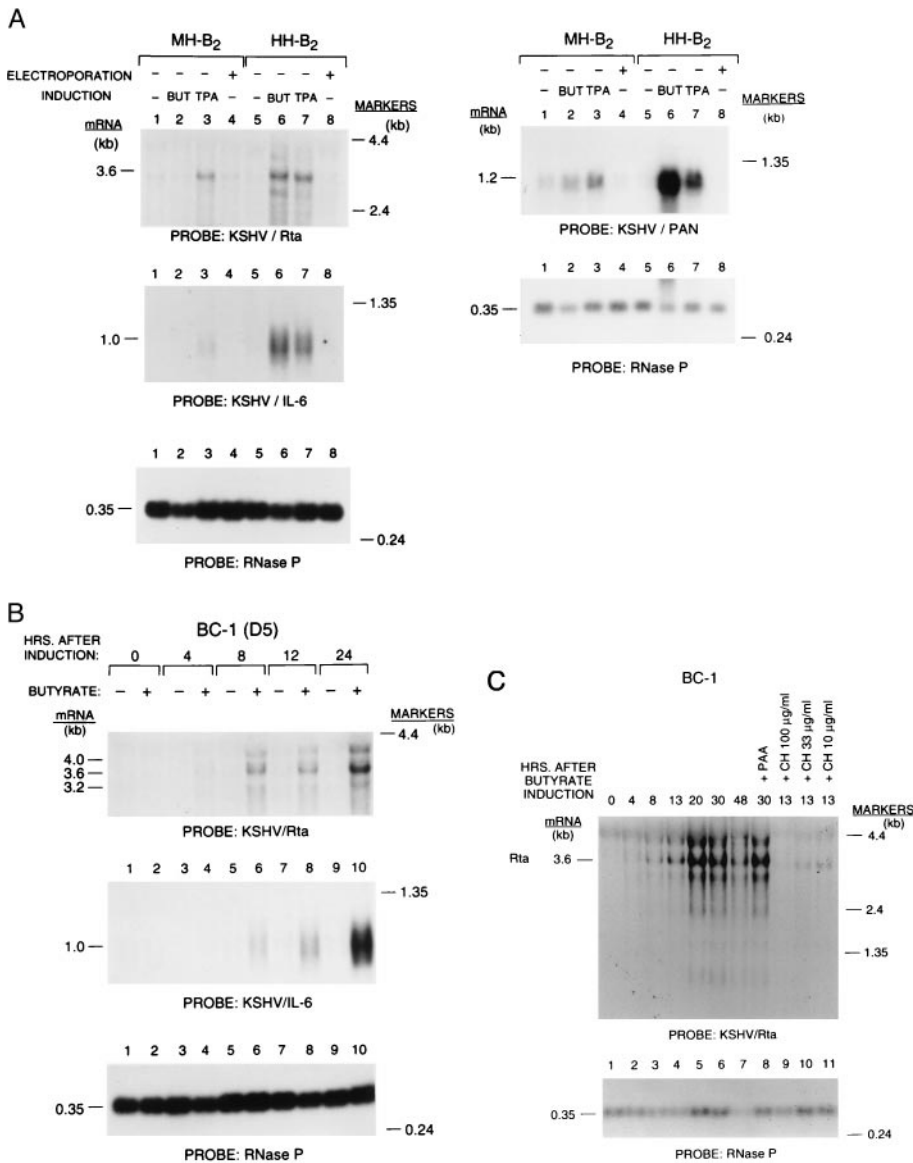 A
MH-B2 HH-B2
ELECTROPORATION – – – + – – – +
INDUCTION – BUT TPA – – BUT TPA –
mRNA (kb) 1 2 3 4 5 6 7 8 MARKERS (kb)
4.4
3.6
2.4
PROBE: KSHV / Rta
1 2 3 4 5 6 7 8
1.35
1.0
PROBE: KSHV / IL-6
1 2 3 4 5 6 7 8
0.35
0.24
PROBE: RNase P
MH-B2 HH-B2
– – – + – – – +
– BUT TPA – – BUT TPA –
mRNA (kb) 1 2 3 4 5 6 7 8 MARKERS (kb)
1.35
1.2
PROBE: KSHV / PAN
1 2 3 4 5 6 7 8
0.35
0.24
PROBE: RNase P
B
BC-1 (D5)
HRS. AFTER
INDUCTION: 0 4 8 12 24
BUTYRATE: – + – + – + – + – +
mRNA (kb) MARKERS (kb)
4.4
4.0
3.6
3.2
PROBE: KSHV/Rta
1 2 3 4 5 6 7 8 9 10
1.35
1.0
PROBE: KSHV/IL-6
1 2 3 4 5 6 7 8 9 10
0.35
0.24
PROBE: RNase P
C
BC-1
+ PAA
+ CH 100 µg/ml
+ CH 33 µg/ml
+ CH 10 µg/ml
HRS. AFTER
BUTYRATE
INDUCTION
0 4 8 13 20 30 48 30 13 13 13
mRNA (kb) MARKERS (kb)
4.4
Rta 3.6
2.4
1.35
PROBE: KSHV/Rta
1 2 3 4 5 6 7 8 9 10 11
0.35
0.24
PROBE: RNase P